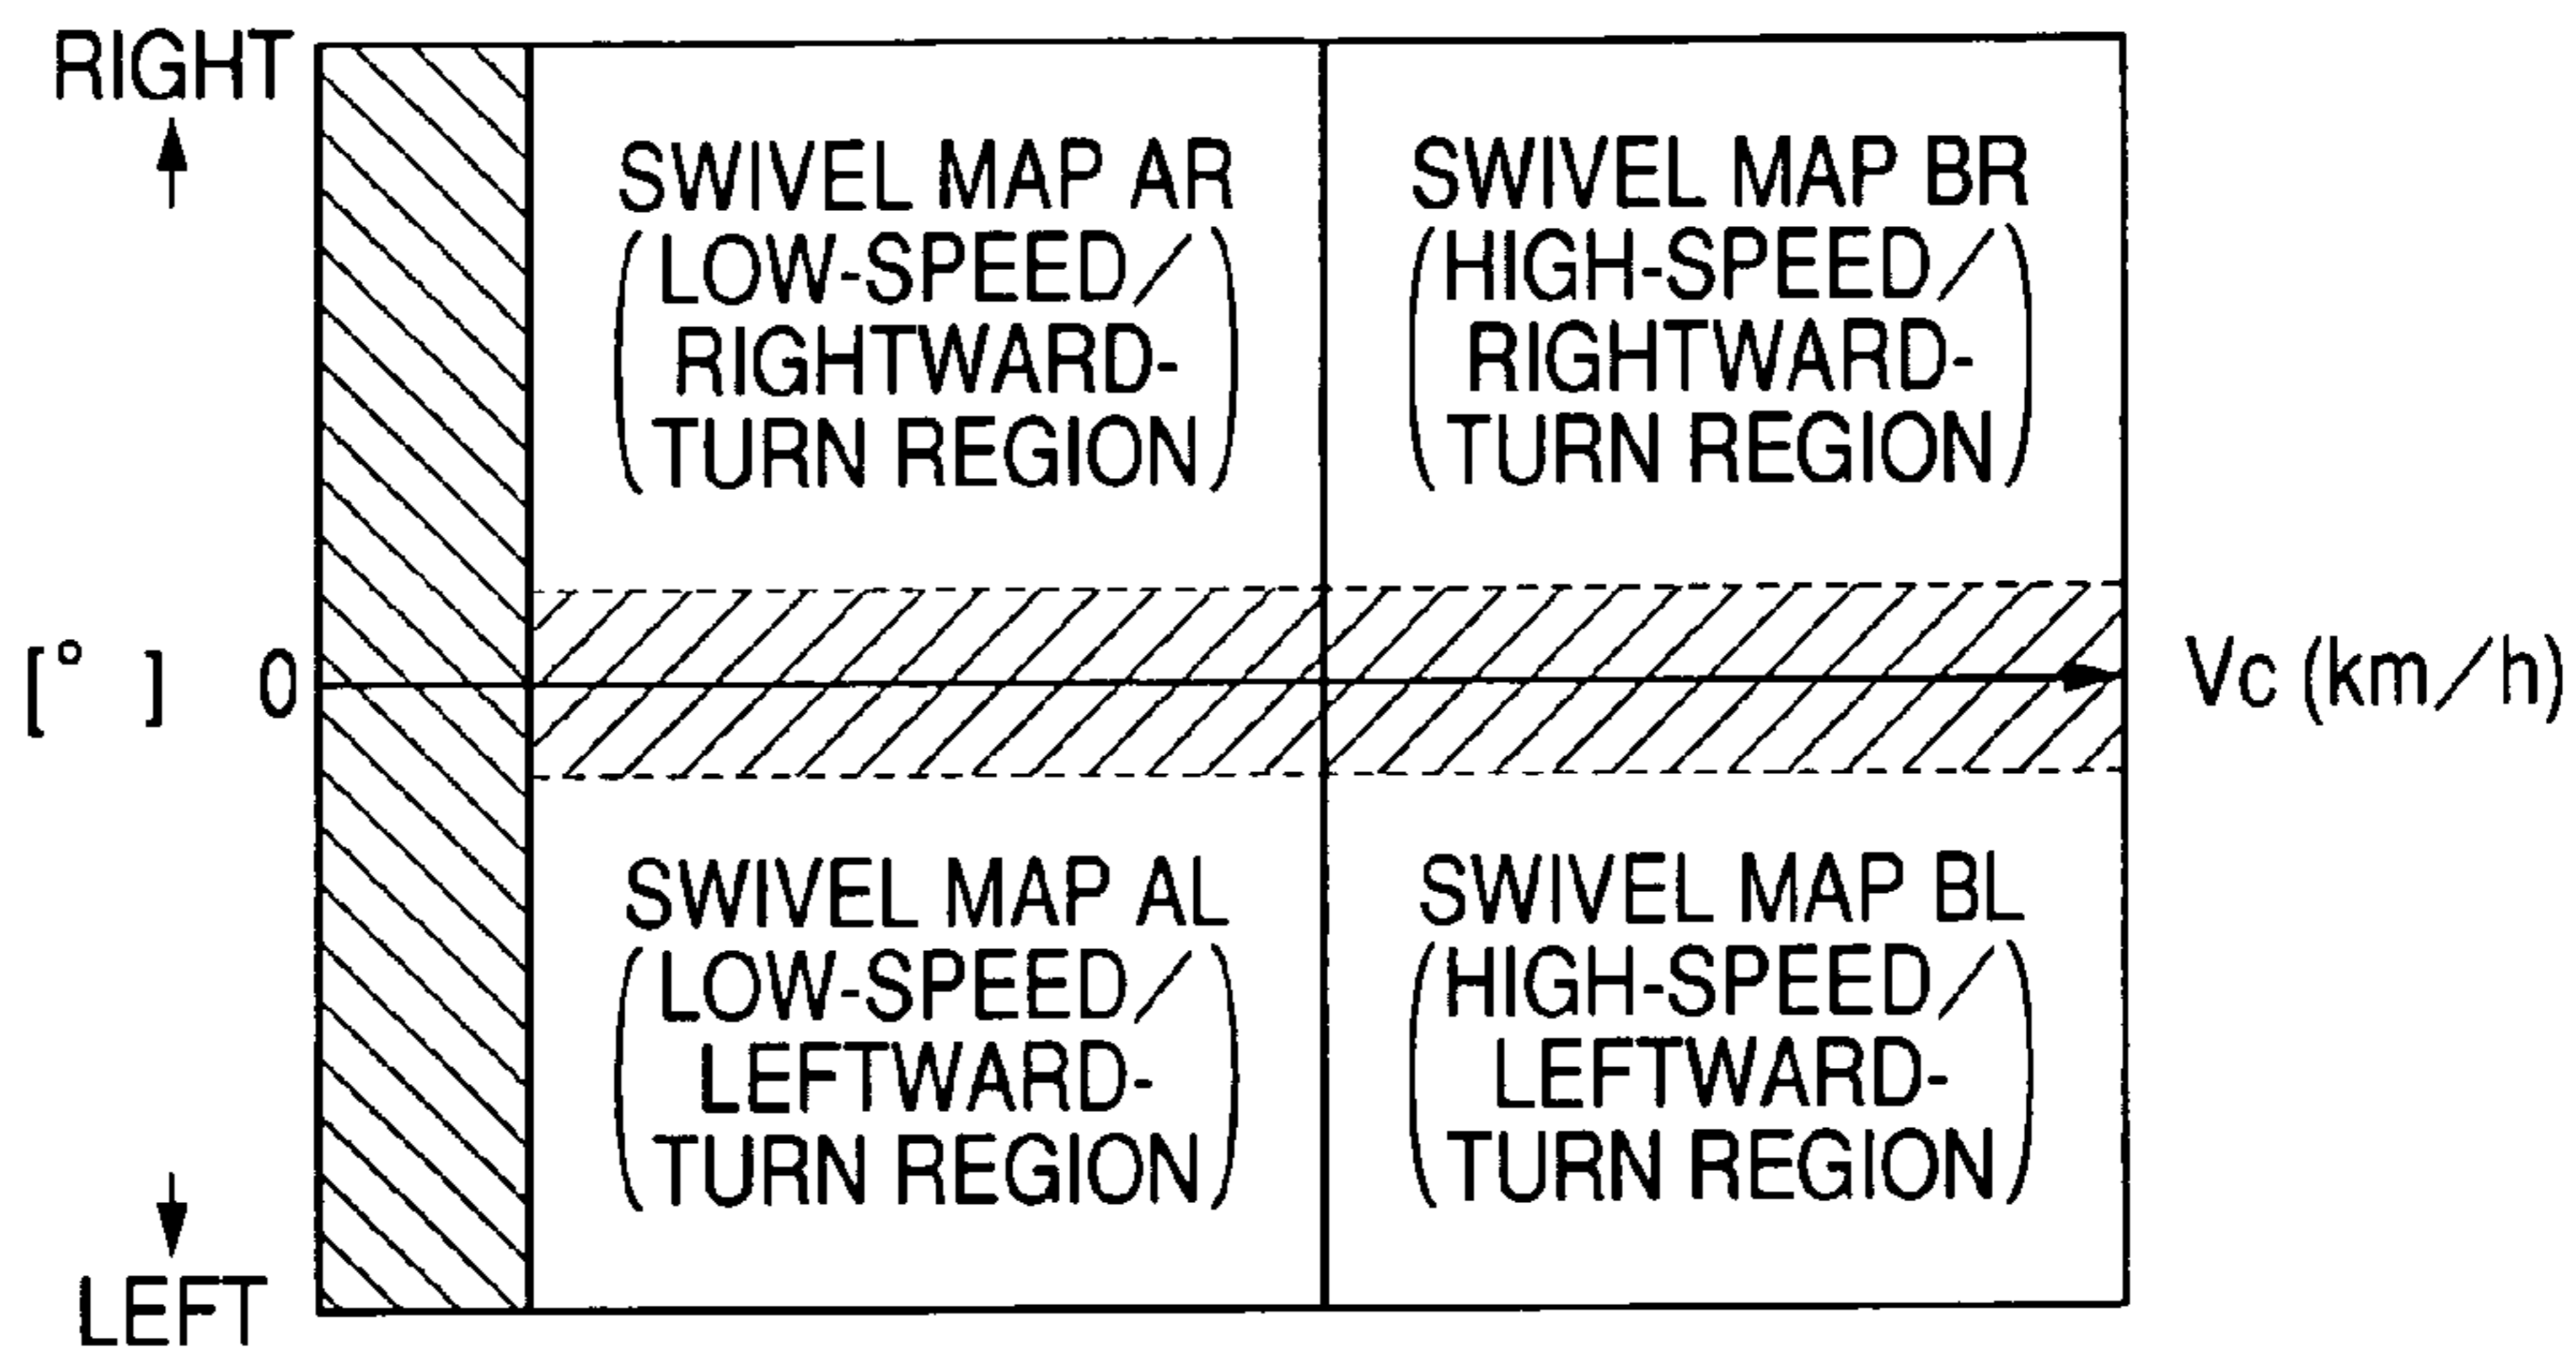 RIGHT
SWIVEL MAP AR
(LOW-SPEED/
RIGHTWARD-
TURN REGION)
SWIVEL MAP BR
(HIGH-SPEED/
RIGHTWARD-
TURN REGION)
[° ] 0
Vc (km/h)
SWIVEL MAP AL
(LOW-SPEED/
LEFTWARD-
TURN REGION)
SWIVEL MAP BL
(HIGH-SPEED/
LEFTWARD-
TURN REGION)
LEFT